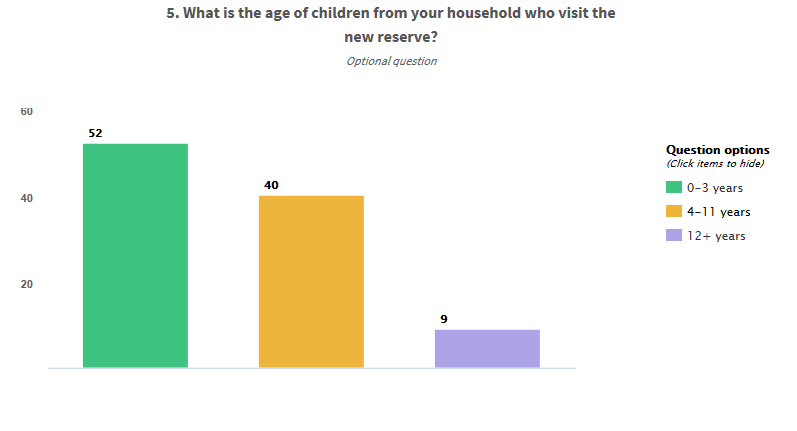 5. What is the age of children from your household who visit the
new reserve?
Optional question
60
52
40
40
20
9
Question options
(Click items to hide)
0-3 years
4-11 years
12+ years